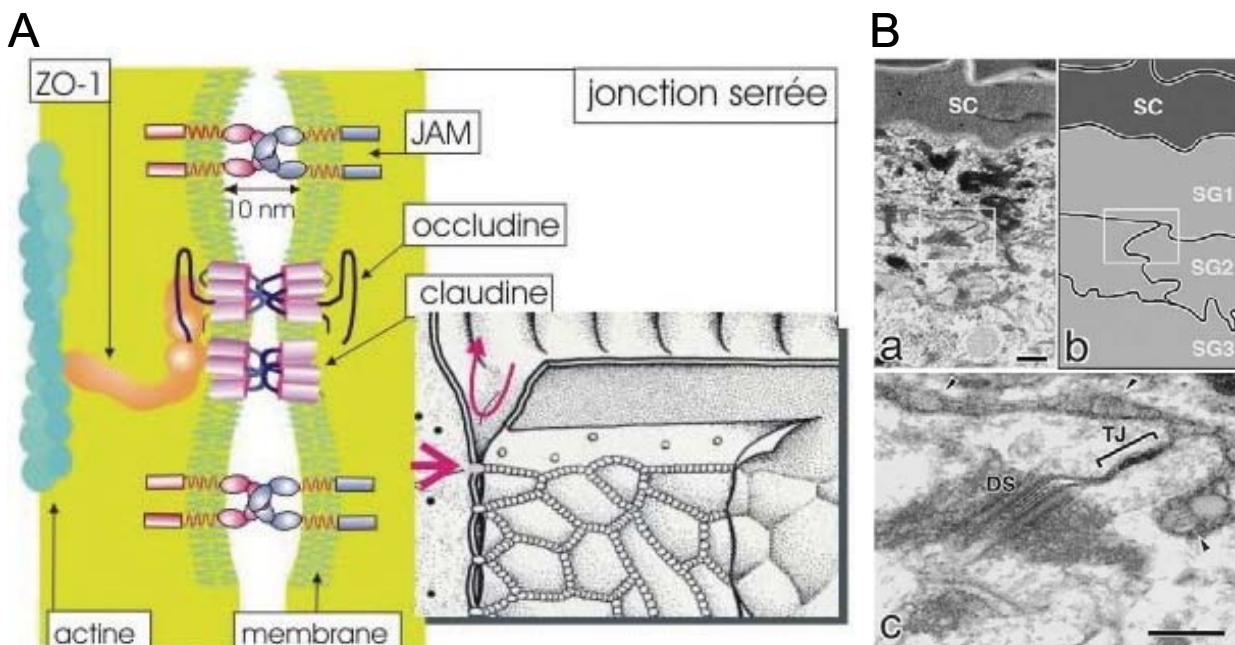 A
ZO-1
jonction serrée
JAM
10 nm
occludine
claudine
actine
membrane
B
SC
SC
SG1
SG2
SG3
a
b
TJ
DS
c